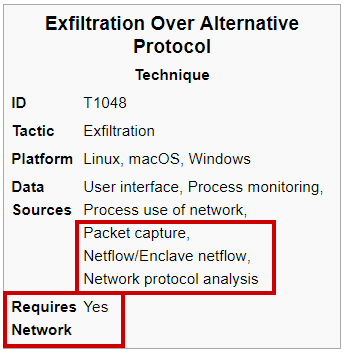 Exfiltration Over Alternative
Protocol
Technique
ID T1048
Tactic Exfiltration
Platform Linux, macOS, Windows
Data User interface, Process monitoring,
Sources Process use of network,
Packet capture,
Netflow/Enclave netflow,
Network protocol analysis
Requires Yes
Network